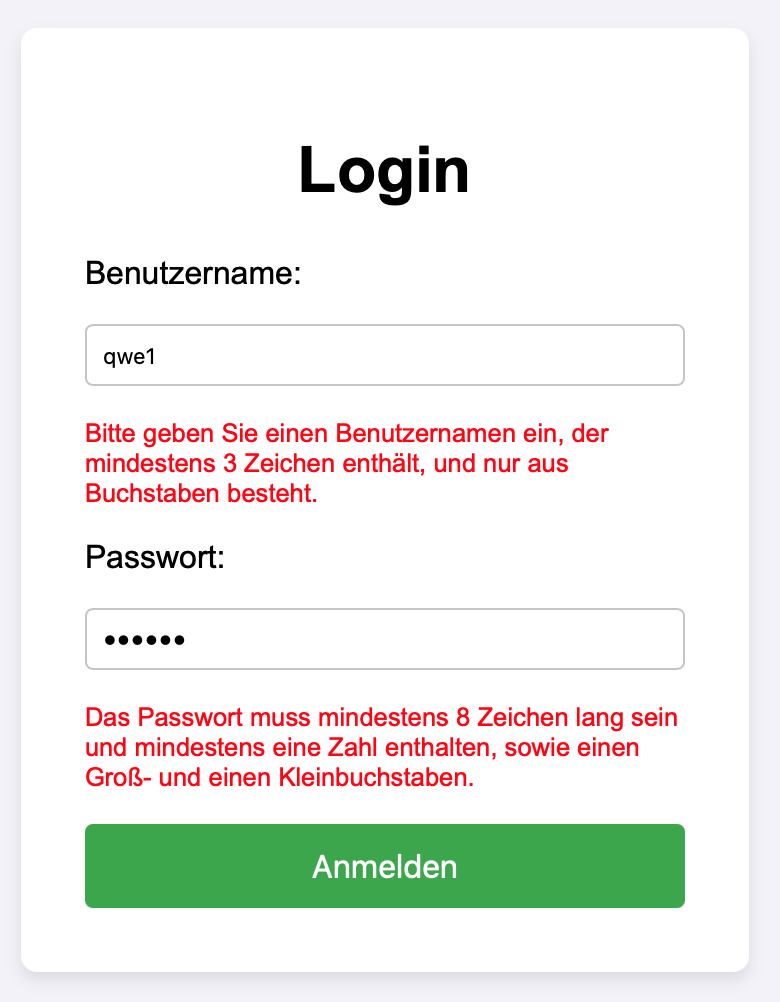 Login
Benutzername:
qwe1
Bitte geben Sie einen Benutzernamen ein, der
mindestens 3 Zeichen enthält, und nur aus
Buchstaben besteht.
Passwort:
••••••
Das Passwort muss mindestens 8 Zeichen lang sein
und mindestens eine Zahl enthalten, sowie einen
Groß- und einen Kleinbuchstaben.
Anmelden